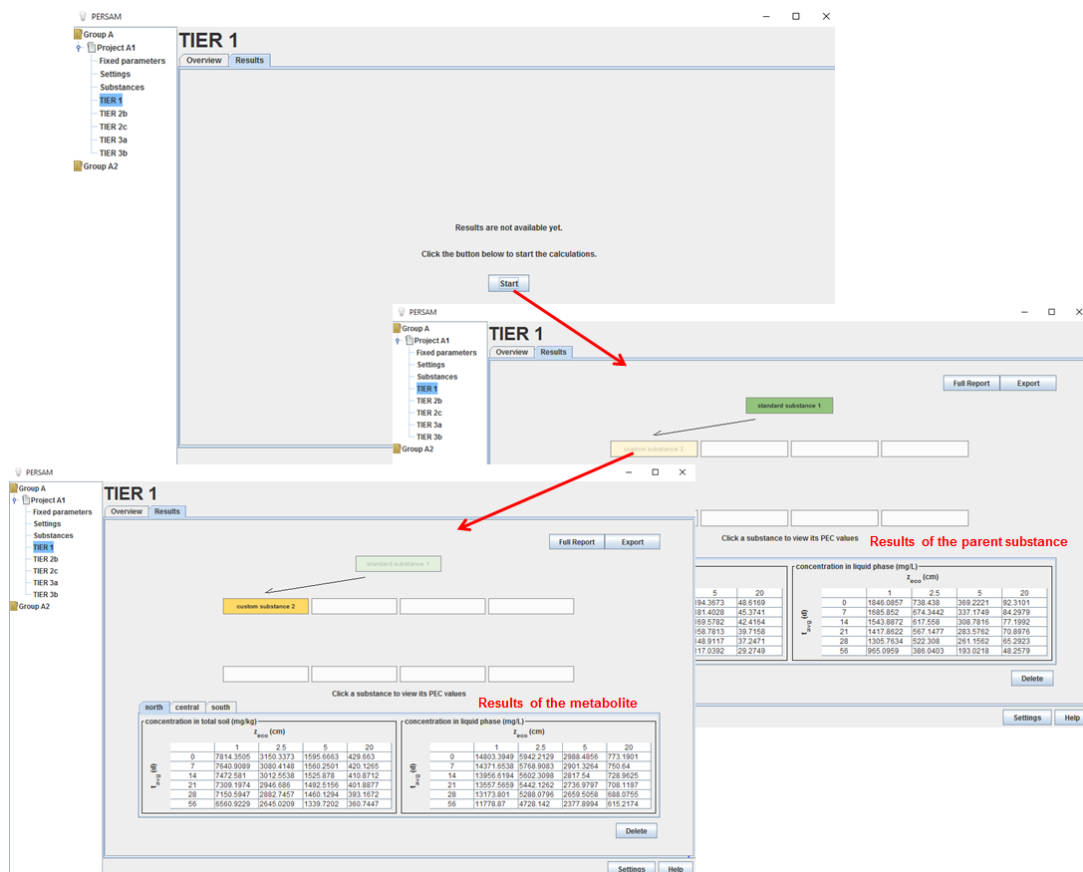 PERSAM
Group A
Project A1
Fixed parameters
Settings
Substances
TIER 1
TIER 2b
TIER 2c
TIER 3a
TIER 3b
Group A2
TIER 1
Overview Results
Results are not available yet.
Click the button below to start the calculations.
Start
PERSAM
Group A
Project A1
Fixed parameters
Settings
Substances
TIER 1
TIER 2b
TIER 2c
TIER 3a
TIER 3b
Group A2
TIER 1
Overview Results
Full Report Export
standard substance 1
custom substance 2
Click a substance to view its PEC values
Results of the parent substance
concentration in liquid phase (mg/L)
z eco (cm)
5 20 1 2.5 5 20
194.3673 48.6169 0 1846.0857 738.438 369.2221 92.3101
181.4028 45.3741 7 1685.852 674.3442 337.1749 84.2979
169.5782 42.4164 14 1543.8872 617.558 308.7816 77.1992
158.7813 39.7158 21 1417.8622 567.1477 283.5762 70.8976
148.9117 37.2471 28 1305.7634 522.308 261.1562 65.2923
117.0392 29.2749 56 965.0959 386.0403 193.0218 48.2579
t avg (d)
Delete
Settings Help
PERSAM
Group A
Project A1
Fixed parameters
Settings
Substances
TIER 1
TIER 2b
TIER 2c
TIER 3a
TIER 3b
Group A2
TIER 1
Overview Results
Full Report Export
standard substance 1
custom substance 2
Click a substance to view its PEC values
Results of the metabolite
north central south
concentration in total soil (mg/kg)
z eco (cm)
1 2.5 5 20
0 7814.3505 3150.3373 1595.6663 429.663
7 7640.9089 3080.4148 1560.2501 420.1265
14 7472.581 3012.5538 1525.878 410.8712
21 7309.1974 2946.686 1492.5156 401.8877
28 7150.5947 2882.7457 1460.1294 393.1672
56 6560.9229 2645.0209 1339.7202 360.7447
t avg (d)
concentration in liquid phase (mg/L)
z eco (cm)
1 2.5 5 20
0 14803.3949 5942.2129 2988.4856 773.1901
7 14371.6538 5768.9083 2901.3264 750.64
14 13956.6194 5602.3098 2817.54 728.9625
21 13557.5659 5442.1262 2736.9797 708.1197
28 13173.801 5288.0796 2659.5058 688.0755
56 11778.87 4728.142 2377.8994 615.2174
t avg (d)
Delete
Settings Help